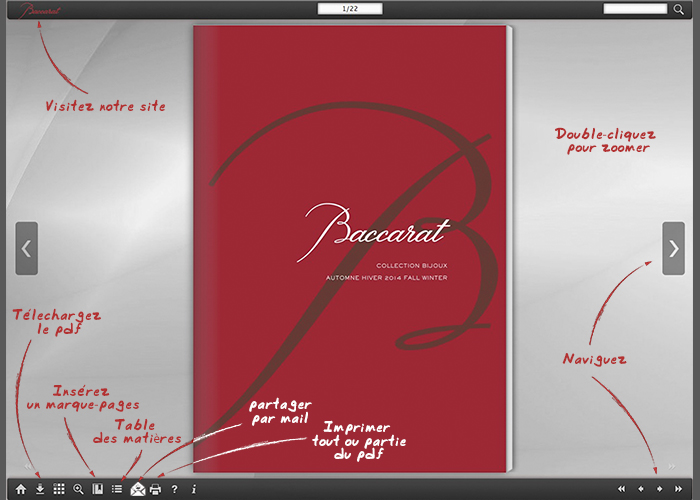 Baccarat
1/22
Visitez notre site
Double-cliquez
pour zoomer
Baccarat
COLLECTION BIJOUX
AUTOMNE HIVER 2014 FALL WINTER
Télechargez
le pdf
Naviguez
Insérez
un marque-pages
Table
des matières
partager
par mail
Imprimer
tout ou partie
du pdf